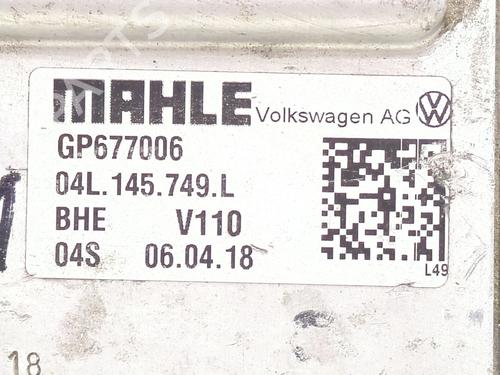 MAHLE Volkswagen AG
GP677006
04L.145.749.L
BHE V110
04S 06.04.18
L49
18